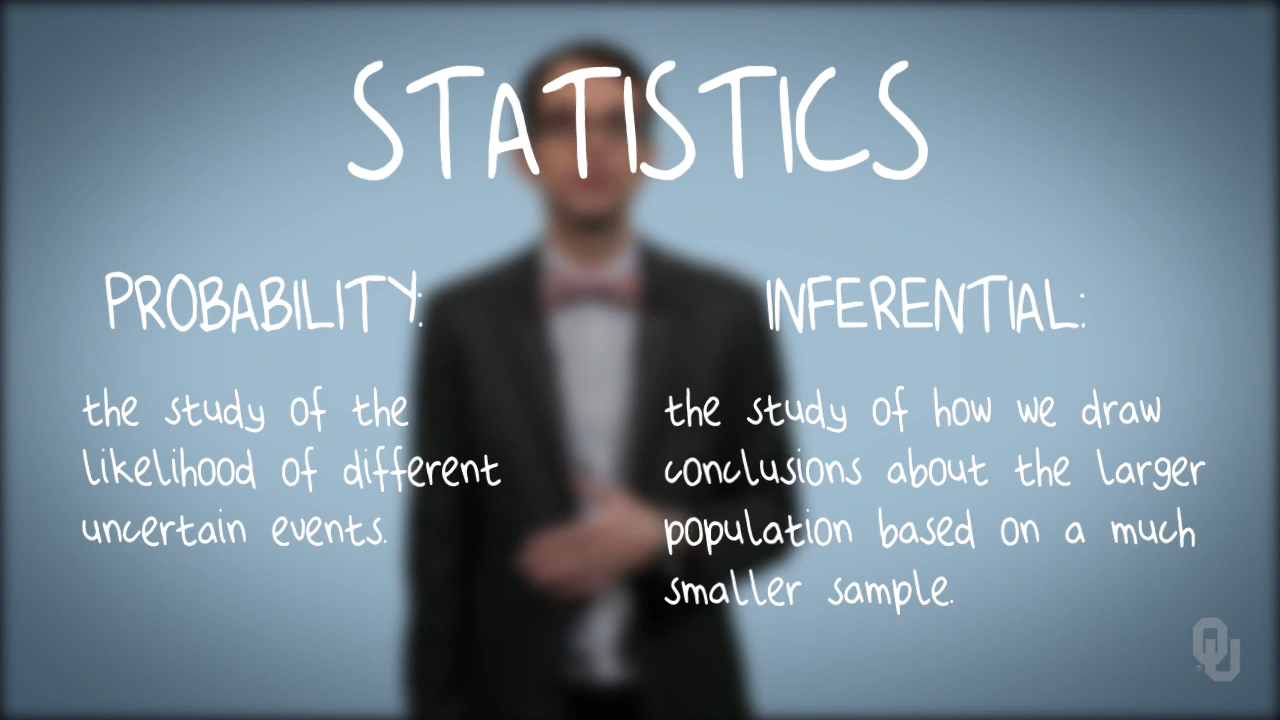 STATISTICS
PROBABILITY:
the study of the
likelihood of different
uncertain events.
INFERENTIAL:
the study of how we draw
conclusions about the larger
population based on a much
smaller sample.
OU